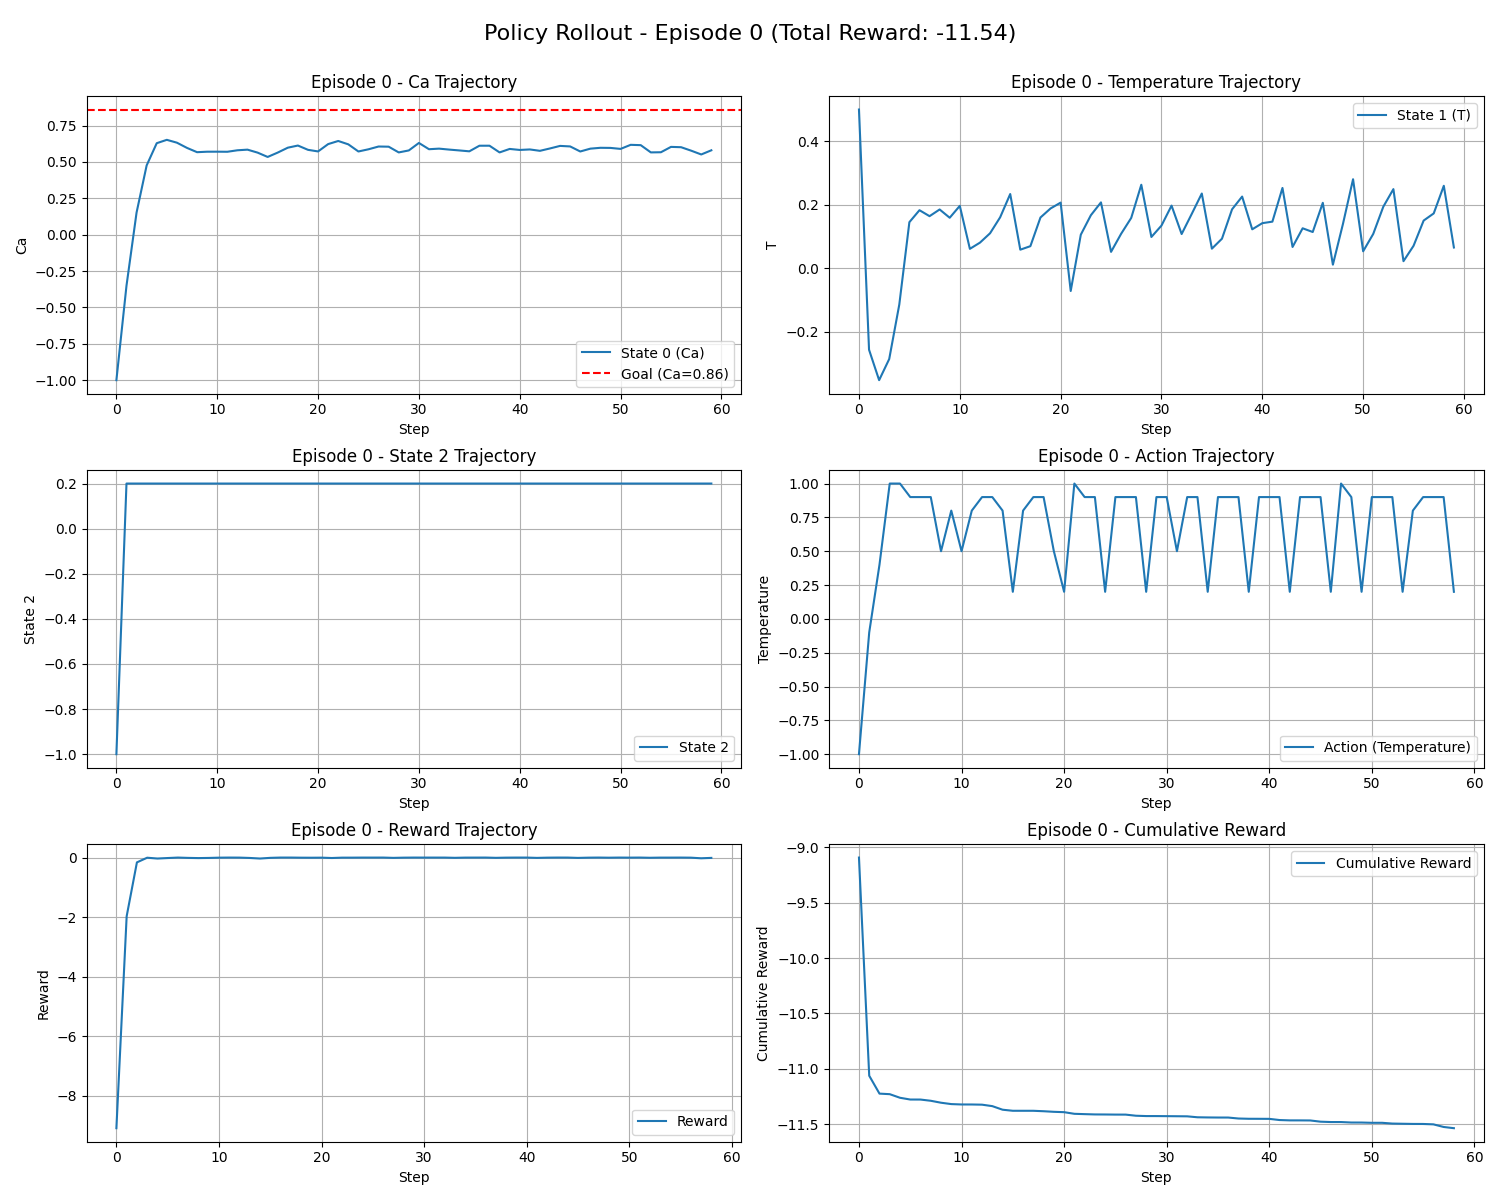 Policy Rollout - Episode 0 (Total Reward: -11.54)
Episode 0 - Ca Trajectory
Ca
0.75
0.50
0.25
0.00
−0.25
−0.50
−0.75
−1.00
State 0 (Ca)
Goal (Ca=0.86)
0 10 20 30 40 50 60
Step
Episode 0 - Temperature Trajectory
T
0.4
0.2
0.0
−0.2
State 1 (T)
0 10 20 30 40 50 60
Step
Episode 0 - State 2 Trajectory
State 2
0.2
0.0
−0.2
−0.4
−0.6
−0.8
−1.0
State 2
0 10 20 30 40 50 60
Step
Episode 0 - Action Trajectory
Temperature
1.00
0.75
0.50
0.25
0.00
−0.25
−0.50
−0.75
−1.00
Action (Temperature)
0 10 20 30 40 50 60
Step
Episode 0 - Reward Trajectory
Reward
0
−2
−4
−6
−8
Reward
0 10 20 30 40 50 60
Step
Episode 0 - Cumulative Reward
Cumulative Reward
−9.0
−9.5
−10.0
−10.5
−11.0
−11.5
Cumulative Reward
0 10 20 30 40 50 60
Step